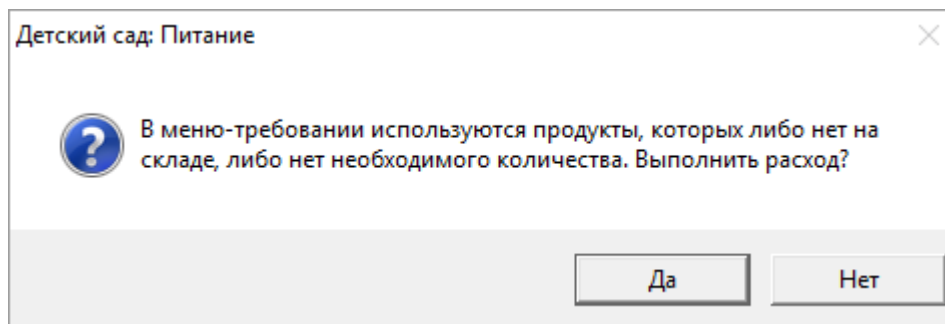 Детский сад: Питание
В меню-требовании используются продукты, которых либо нет на
складе, либо нет необходимого количества. Выполнить расход?
Да
Нет